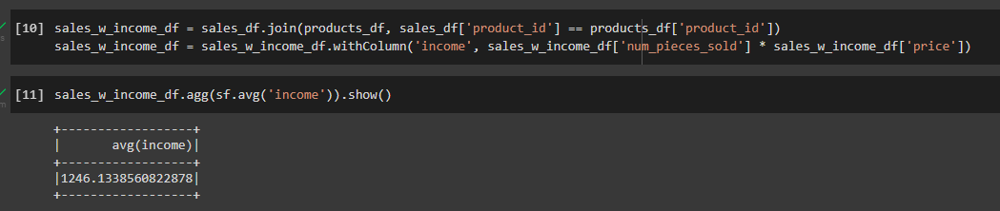 [10] sales_w_income_df = sales_df.join(products_df, sales_df['product_id'] == products_df['product_id'])
sales_w_income_df = sales_w_income_df.withColumn('income', sales_w_income_df['num_pieces_sold'] * sales_w_income_df['price'])
[11] sales_w_income_df.agg(sf.avg('income')).show()
+------------------+
|       avg(income)|
+------------------+
|1246.1338560822878|
+------------------+